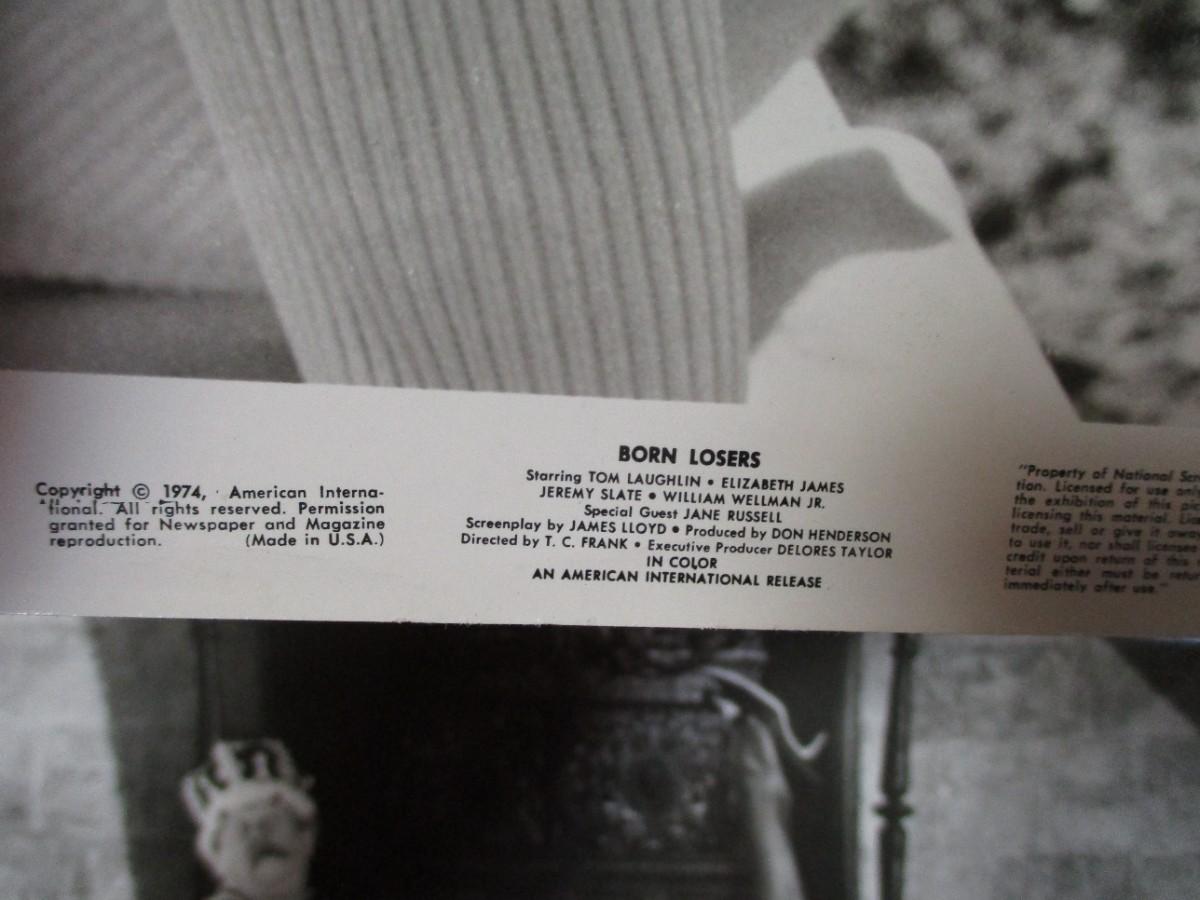 Copyright © 1974, American Interna-
tional. All rights reserved. Permission
granted for Newspaper and Magazine
reproduction. (Made in U.S.A.)
BORN LOSERS
Starring TOM LAUGHLIN • ELIZABETH JAMES
JEREMY SLATE • WILLIAM WELLMAN JR.
Special Guest JANE RUSSELL
Screenplay by JAMES LLOYD • Produced by DON HENDERSON
Directed by T. C. FRANK • Executive Producer DELORES TAYLOR
IN COLOR
AN AMERICAN INTERNATIONAL RELEASE
"Property of National
tion. Licensed for use
the exhibition of this
licensing this material.
trade, sell or give it
to use it, nor shall
credit upon return of this
terial either must be
immediately after use."